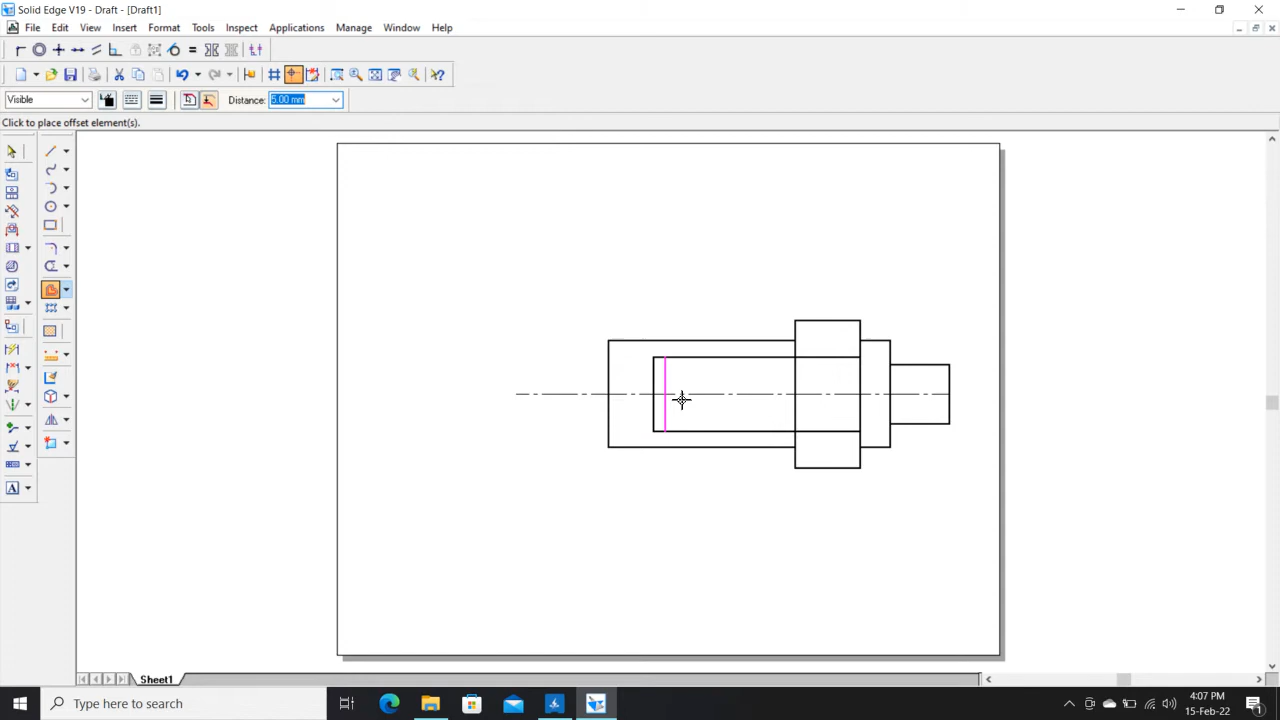 Solid Edge V19 - Draft - [Draft1]
File Edit View Insert Format Tools Inspect Applications Manage Window Help
Visible Distance: 5.00 mm
Click to place offset element(s).
A
Sheet1
Type here to search
4:07 PM
15-Feb-22
1